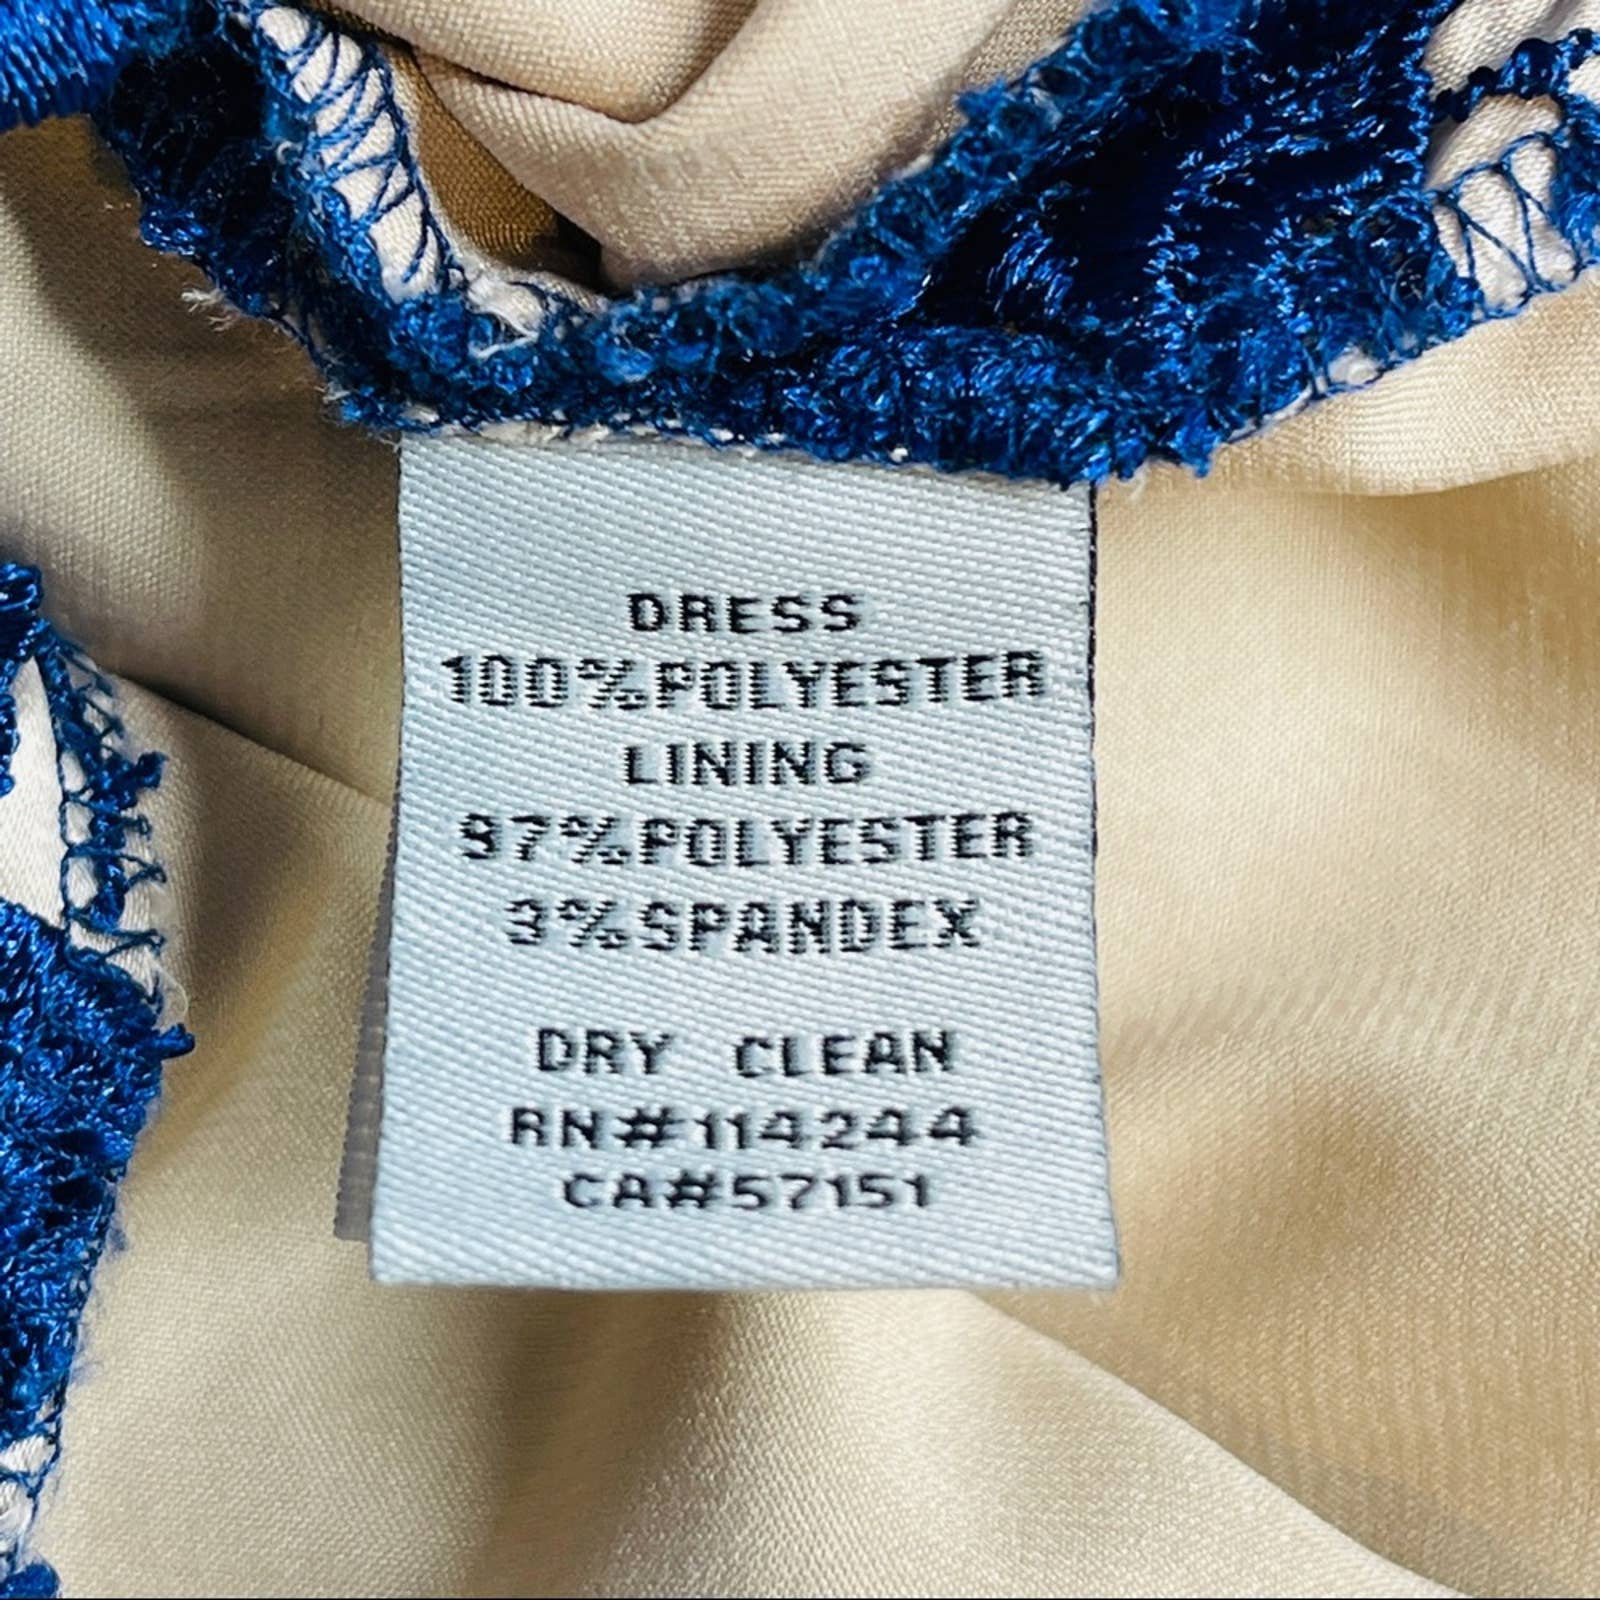 DRESS
100%POLYESTER
LINING
97%POLYESTER
3%SPANDEX
DRY CLEAN
RN#114244
CA#57151